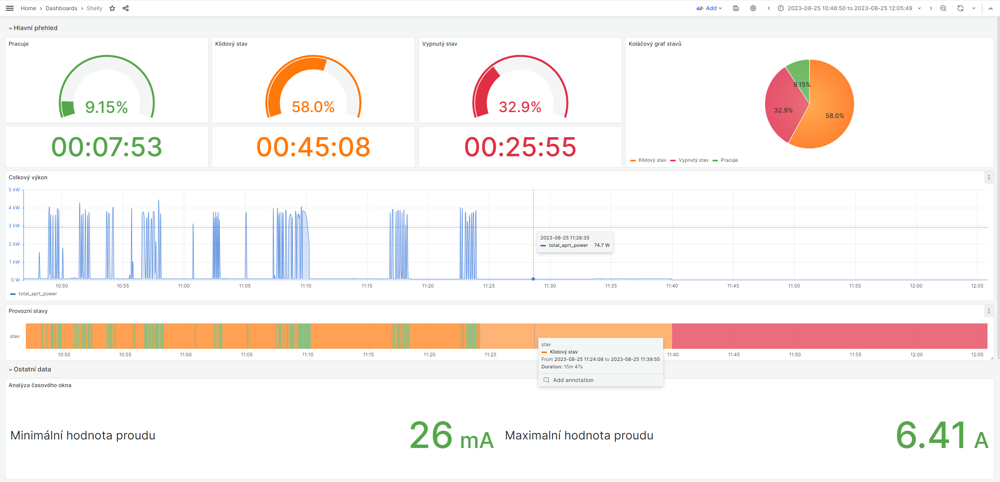 Home › Dashboards › Shelly
Add
2023-08-25 10:46:50 to 2023-08-25 12:05:49
Hlavní přehled
Pracuje
9.15%
00:07:53
Klidový stav
58.0%
00:45:08
Vypnutý stav
32.9%
00:25:55
Koláčový graf stavů
9.15%
32.9%
58.0%
Klidový stav Vypnutý stav Pracuje
Celkový výkon
5 kW
4 kW
3 kW
2 kW
1 kW
0 W
2023-08-25 11:28:35
total_aprt_power 74.7 W
10:50 10:55 11:00 11:05 11:10 11:15 11:20 11:25 11:30 11:35 11:40 11:45 11:50 11:55 12:00 12:05
total_aprt_power
Provozní stavy
stav
10:50 10:55 11:00 11:05 11:10 11:15 11:20 11:25 11:40 11:45 11:50 11:55 12:00 12:05
stav
Klidový stav
From 2023-08-25 11:24:08 to 2023-08-25 11:39:55
Duration: 15m 47s
Add annotation
Ostatní data
Analýza časového okna
Minimální hodnota proudu 26 mA
Maximalní hodnota proudu 6.41 A